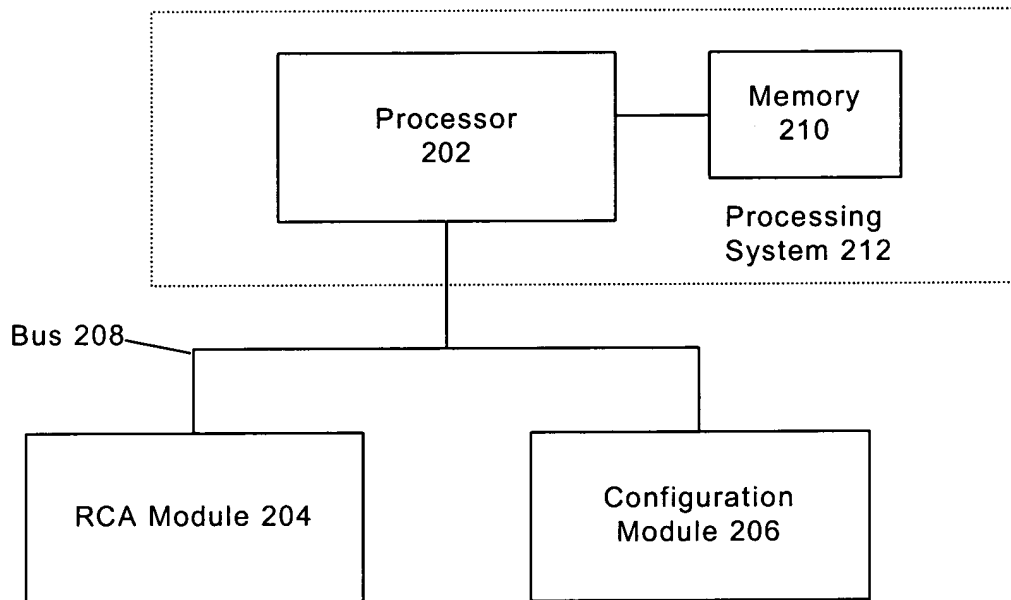 Processor
202
Memory
210
Processing
System 212
Bus 208
RCA Module 204
Configuration
Module 206